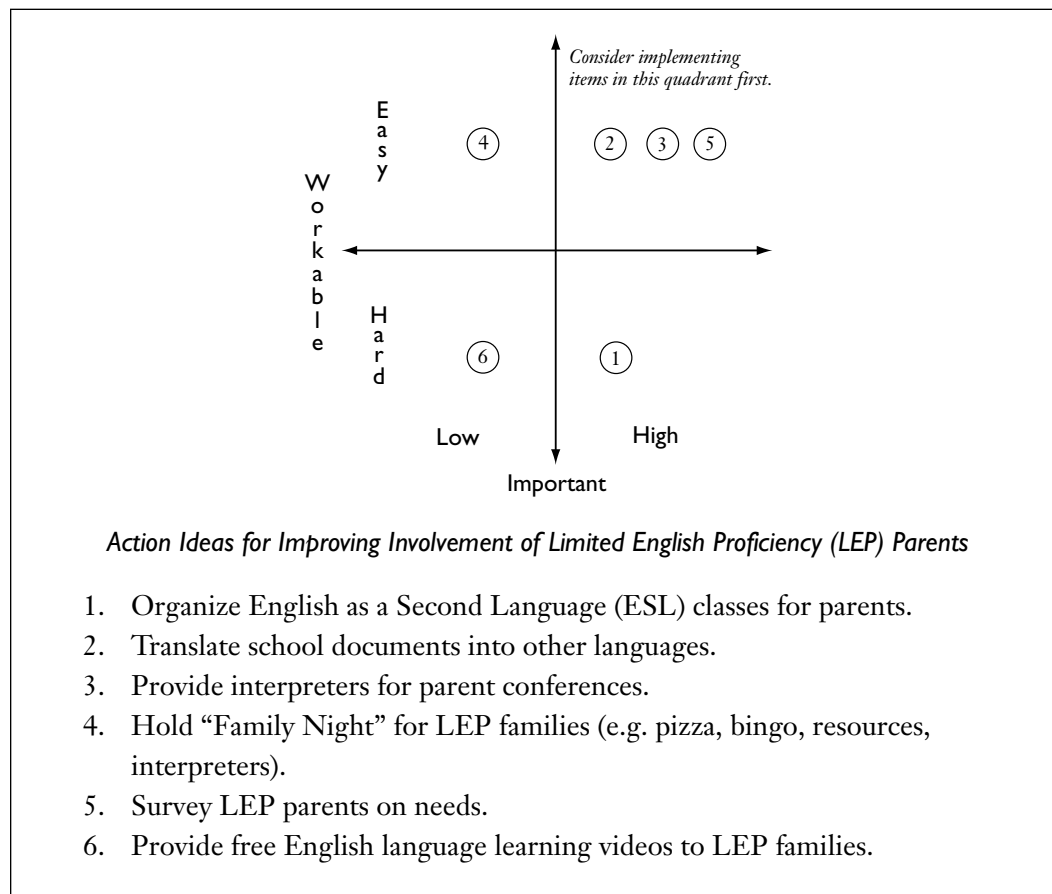 Consider implementing
items in this quadrant first.
Easy
4
2
3
5
Workable
Hard
6
1
Low
High
Important
Action Ideas for Improving Involvement of Limited English Proficiency (LEP) Parents
1. Organize English as a Second Language (ESL) classes for parents.
2. Translate school documents into other languages.
3. Provide interpreters for parent conferences.
4. Hold “Family Night” for LEP families (e.g. pizza, bingo, resources,
interpreters).
5. Survey LEP parents on needs.
6. Provide free English language learning videos to LEP families.